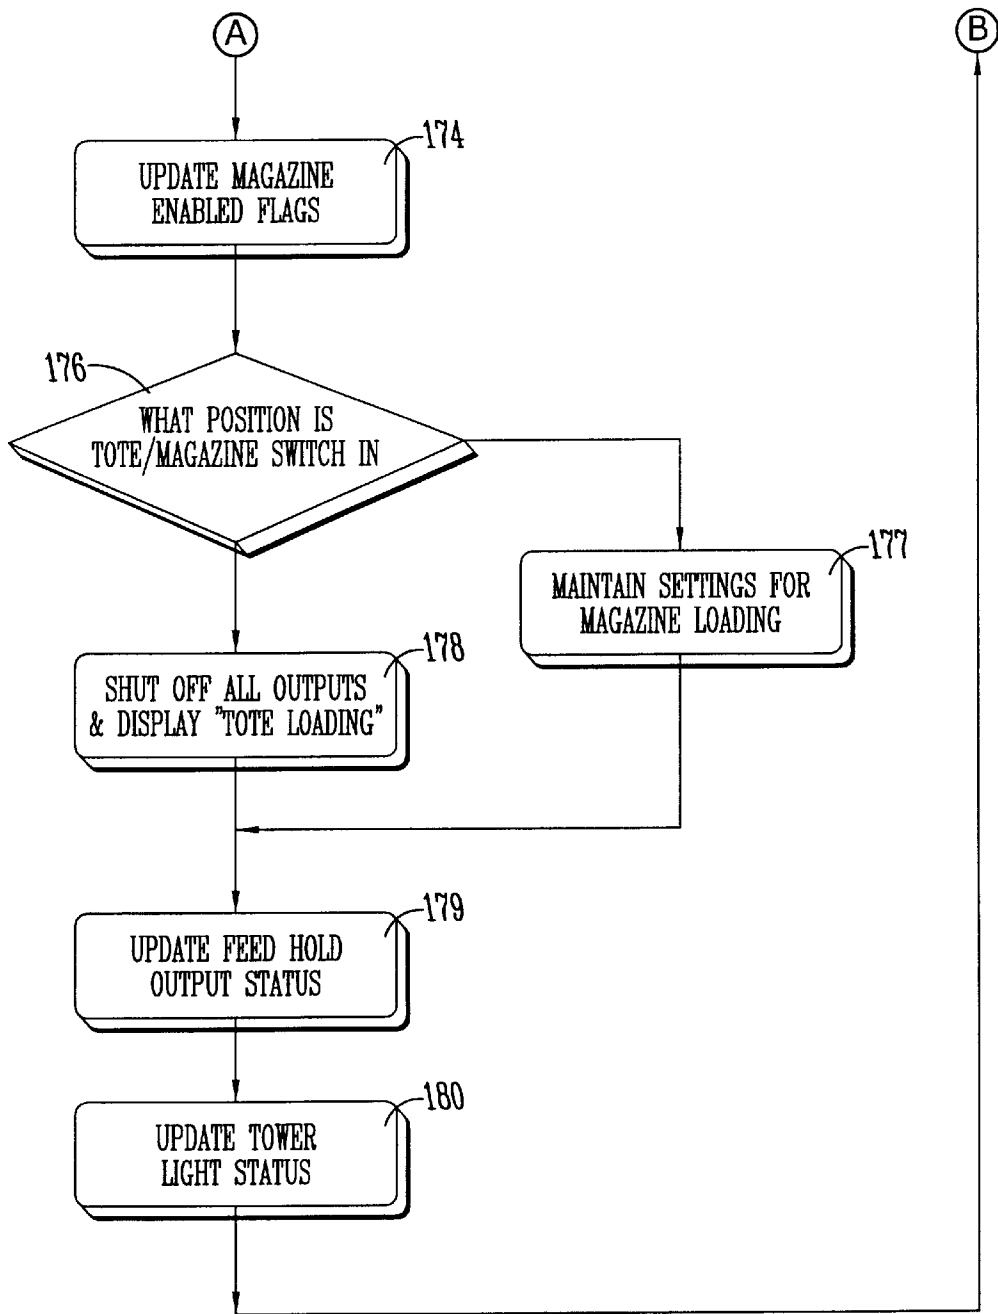 A
B
174
UPDATE MAGAZINE
ENABLED FLAGS
176
WHAT POSITION IS
TOTE/MAGAZINE SWITCH IN
177
MAINTAIN SETTINGS FOR
MAGAZINE LOADING
178
SHUT OFF ALL OUTPUTS
& DISPLAY "TOTE LOADING"
179
UPDATE FEED HOLD
OUTPUT STATUS
180
UPDATE TOWER
LIGHT STATUS